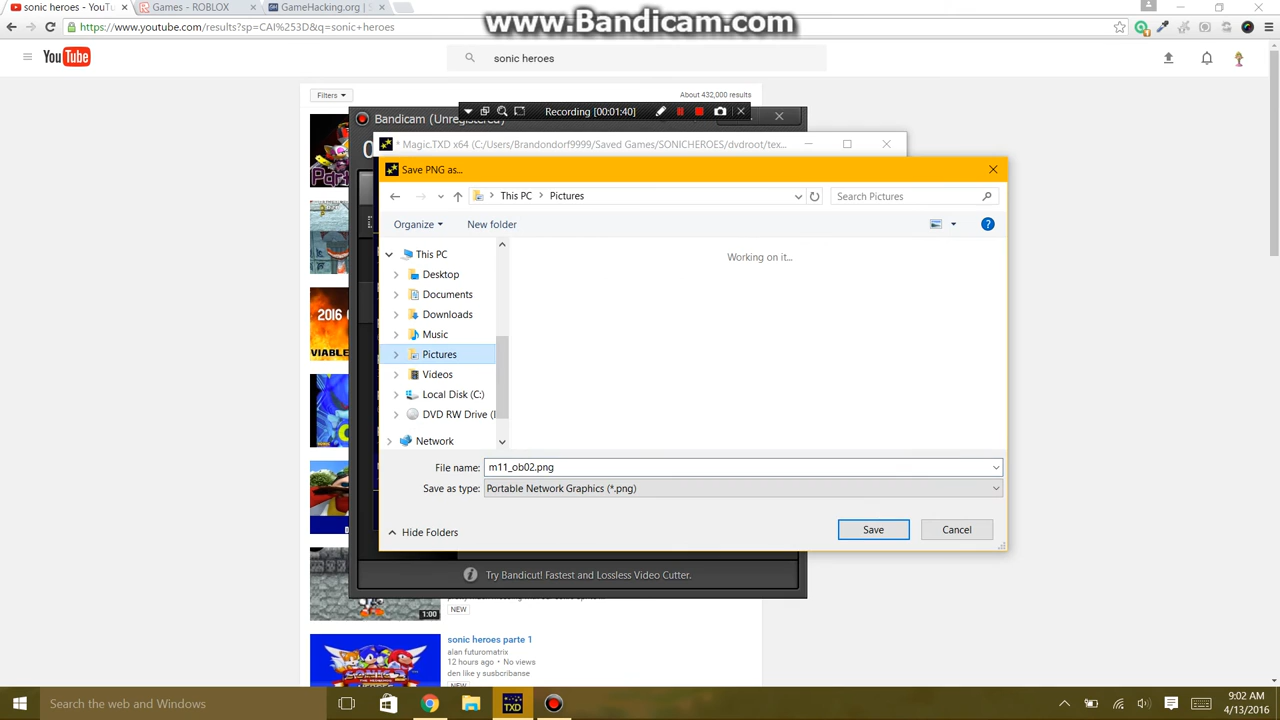 sonic heroes - YouTu
Games - ROBLOX
GameHacking.org |
www.Bandicam.com
https://www.youtube.com/results?sp=CAI%253D&q=sonic+heroes
YouTube
sonic heroes
Filters
About 432,000 results
Recording [00:01:40]
Bandicam (Unregistered)
* Magic.TXD x64 (C:/Brandondorf9999/Saved Games/SONICHEROES/dvdroot/tex...
Save PNG as...
This PC > Pictures
Search Pictures
Organize
New folder
This PC
Desktop
Documents
Downloads
Music
Pictures
Videos
Local Disk (C:)
DVD RW Drive (
Network
Working on it...
2016
VIABLE
File name: m11_ob02.png
Save as type: Portable Network Graphics (*.png)
Hide Folders
Save
Cancel
Try Bandicut! Fastest and Lossless Video Cutter.
1:00
NEW
sonic heroes parte 1
alan futuromatrix
12 hours ago • No views
den like y susbcribanse
NEW
Search the web and Windows
TXD
9:02 AM
4/13/2016